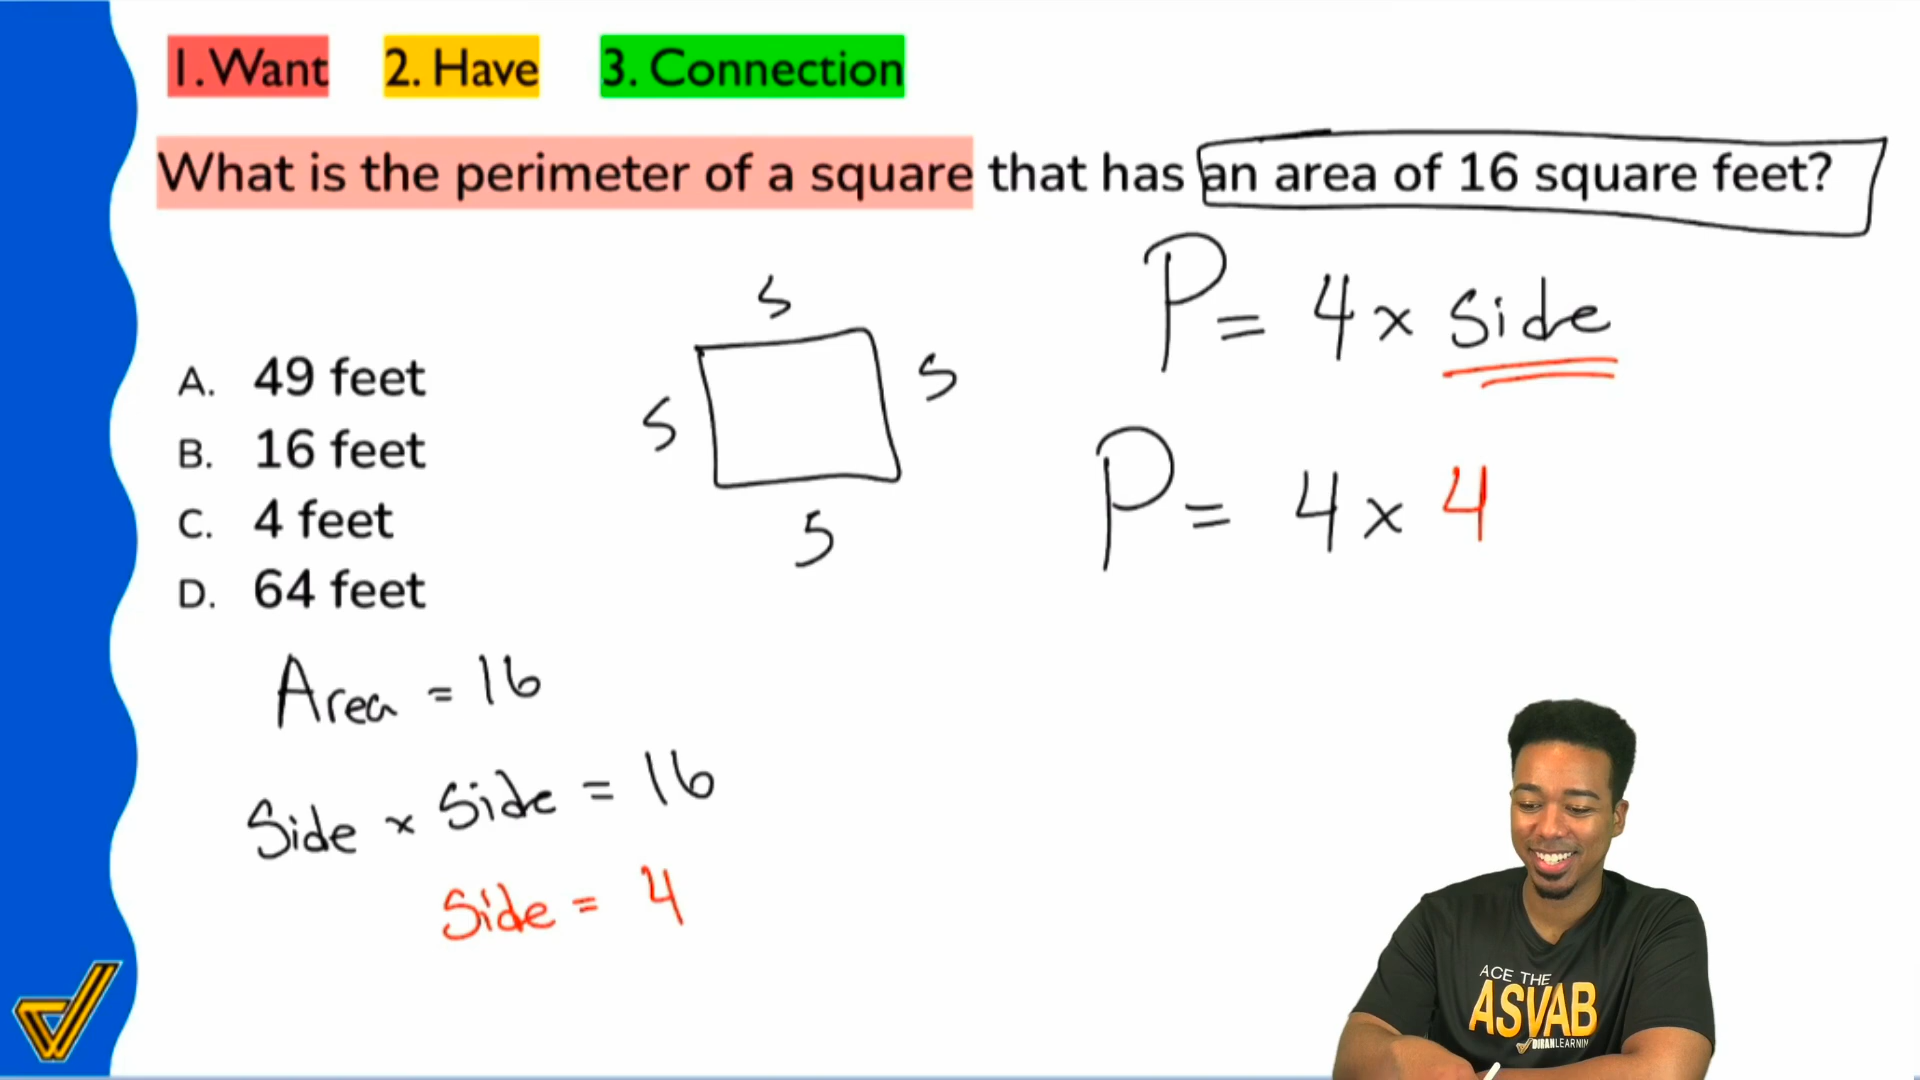 1. Want 2. Have 3. Connection
What is the perimeter of a square that has an area of 16 square feet?
P = 4 x side
S
S
S
S
A. 49 feet
B. 16 feet
C. 4 feet
D. 64 feet
P = 4 x 4
Area = 16
Side x Side = 16
Side = 4
ACE THE
ASVAB
DIRANLEARNIN